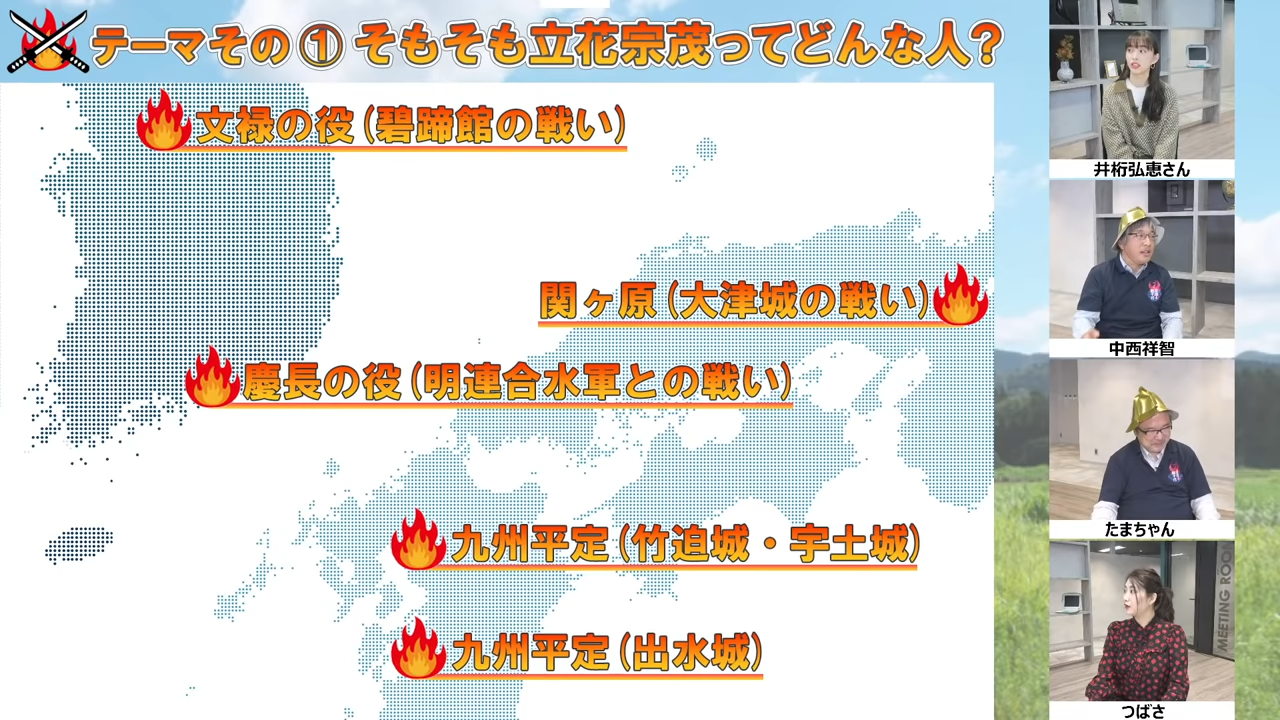 テーマその① そもそも立花宗茂ってどんな人?
文禄の役(碧蹄館の戦い)
関ヶ原(大津城の戦い)
慶長の役(明連合水軍との戦い)
九州平定(竹迫城・宇土城)
九州平定(出水城)
井桁弘恵さん
中西祥智
たまちゃん
MEETING ROOM
つばさ